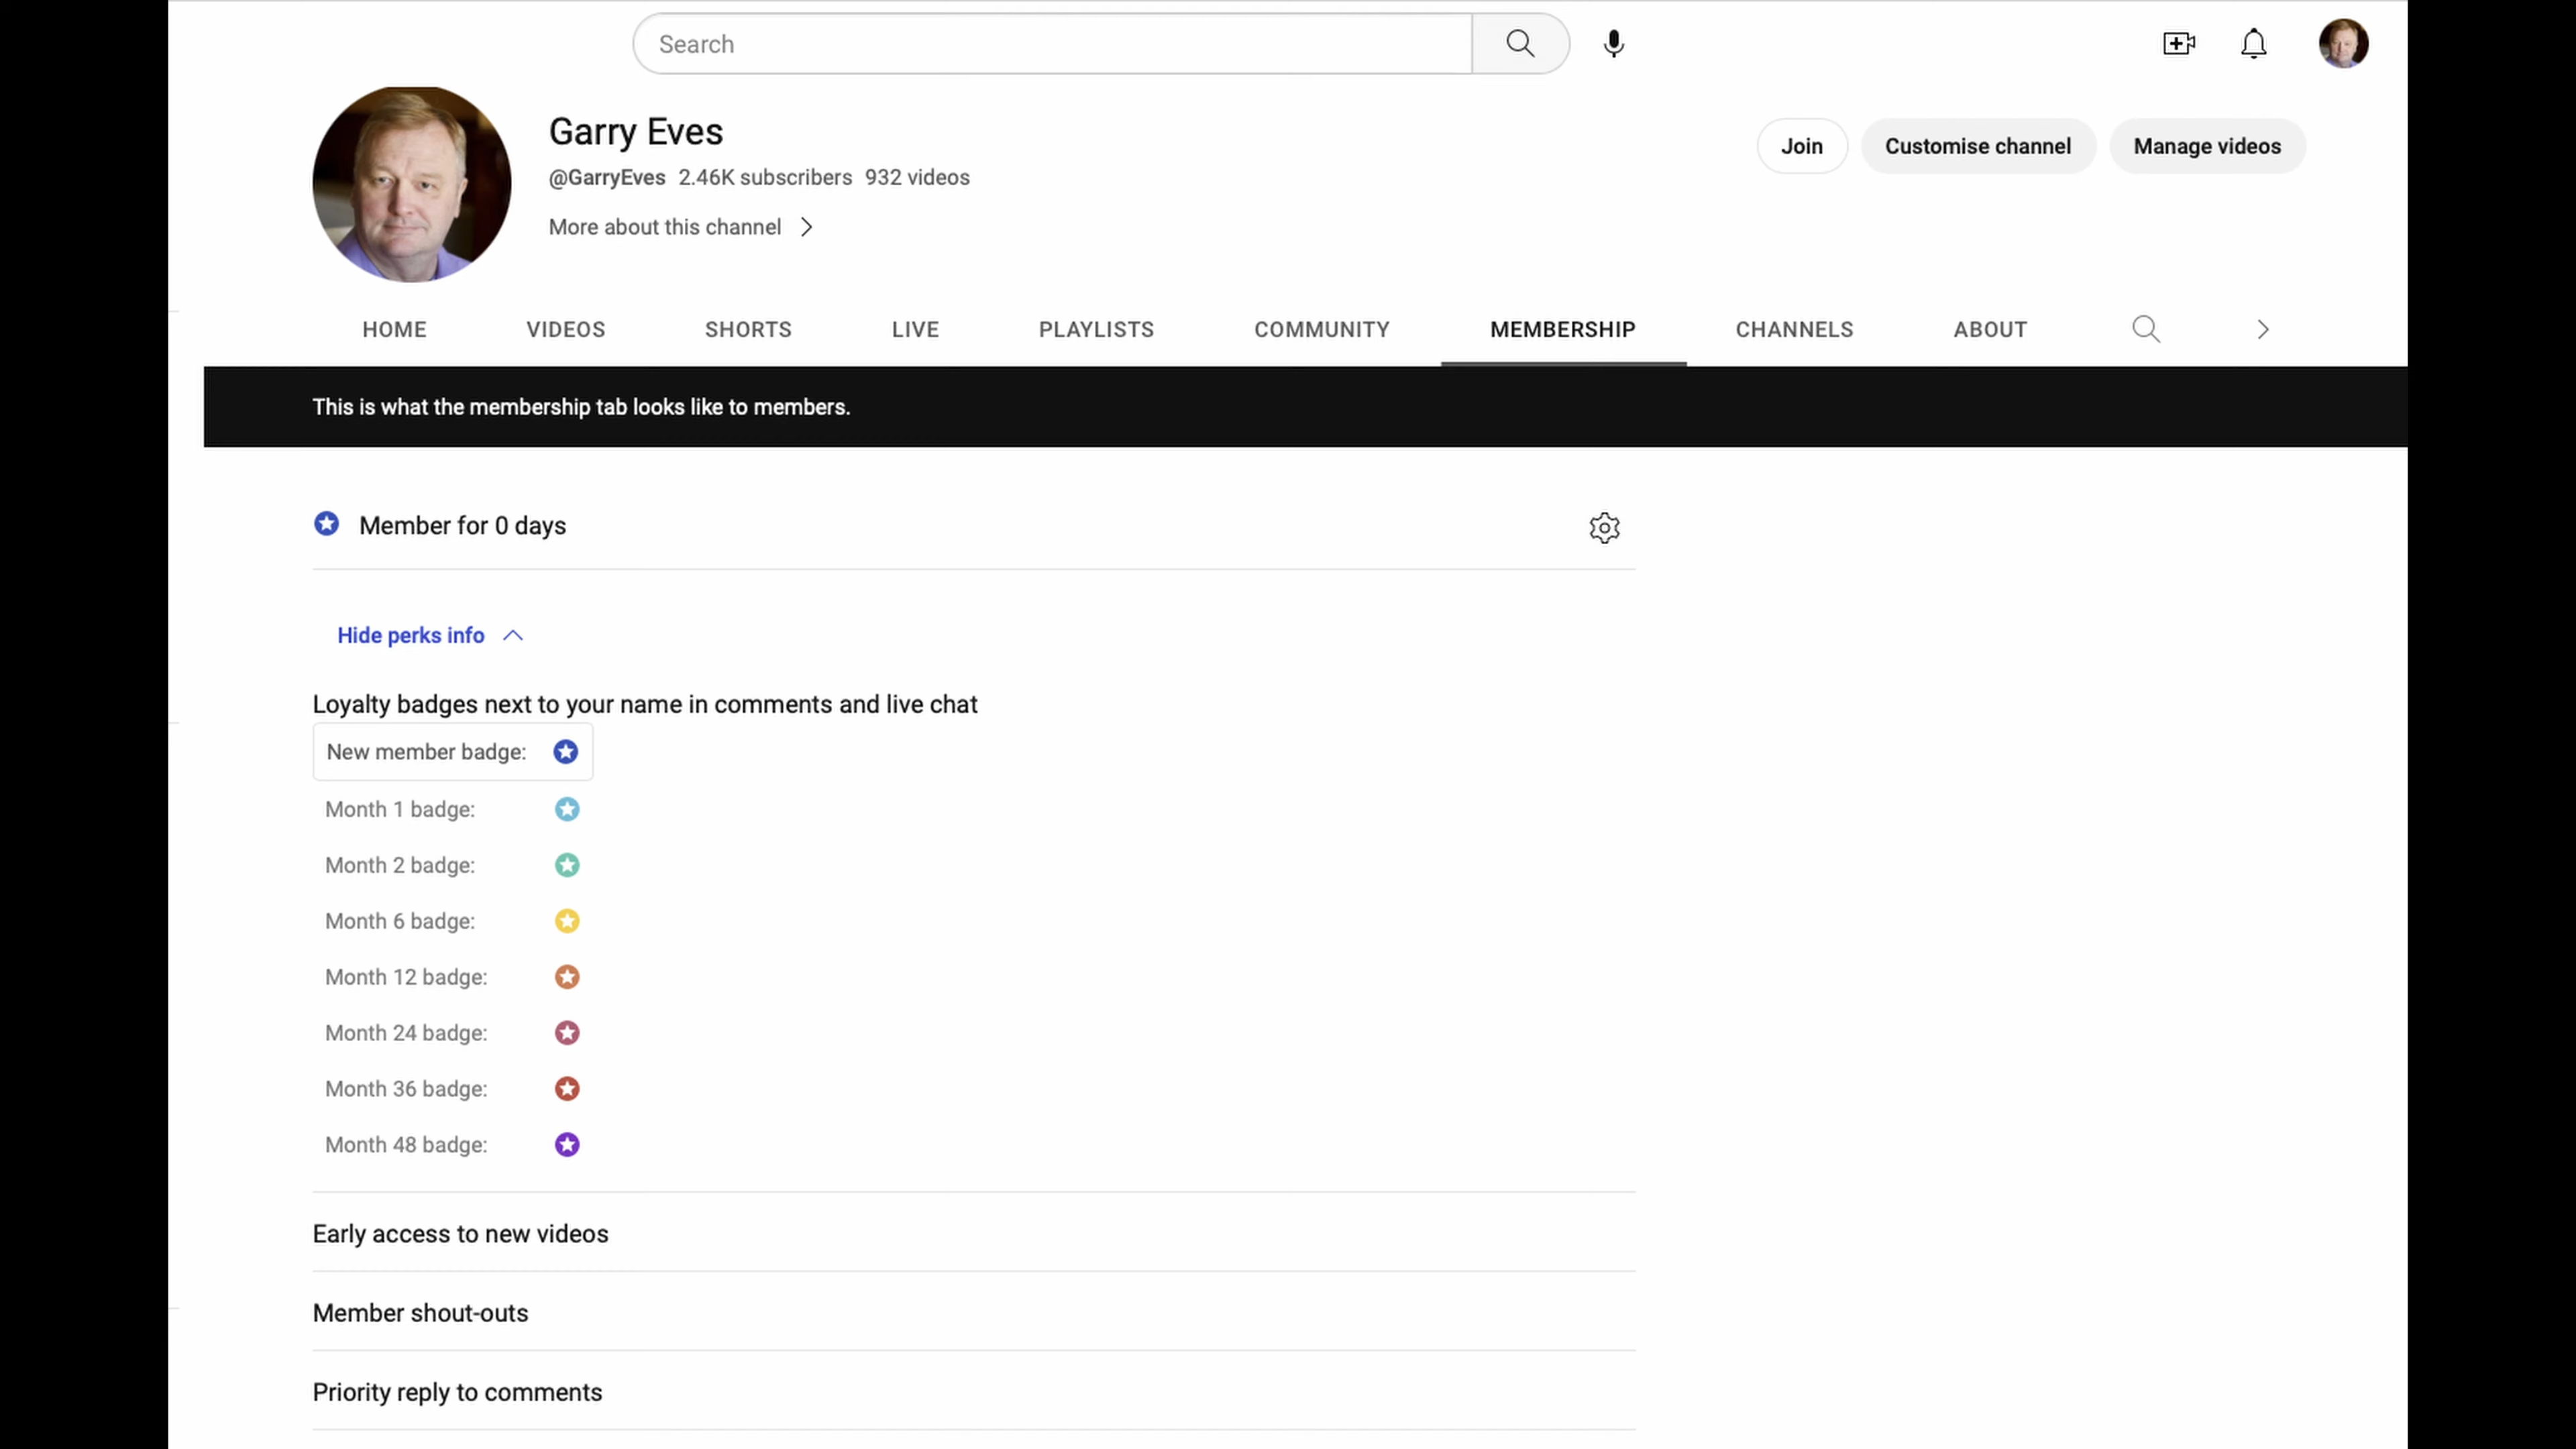 Search
Garry Eves
@GarryEves 2.46K subscribers 932 videos
More about this channel
Join
Customise channel
Manage videos
HOME VIDEOS SHORTS LIVE PLAYLISTS COMMUNITY MEMBERSHIP CHANNELS ABOUT
This is what the membership tab looks like to members.
Member for 0 days
Hide perks info
Loyalty badges next to your name in comments and live chat
New member badge:
Month 1 badge:
Month 2 badge:
Month 6 badge:
Month 12 badge:
Month 24 badge:
Month 36 badge:
Month 48 badge:
Early access to new videos
Member shout-outs
Priority reply to comments